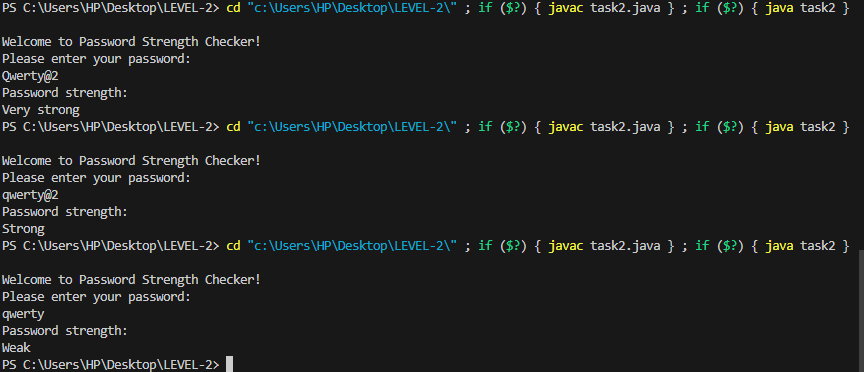 PS C:\Users\HP\Desktop\LEVEL-2> cd "c:\Users\HP\Desktop\LEVEL-2\" ; if ($?) { javac task2.java } ; if ($?) { java task2 }
Welcome to Password Strength Checker!
Please enter your password:
Qwerty@2
Password strength:
Very strong
PS C:\Users\HP\Desktop\LEVEL-2> cd "c:\Users\HP\Desktop\LEVEL-2\" ; if ($?) { javac task2.java } ; if ($?) { java task2 }
Welcome to Password Strength Checker!
Please enter your password:
qwerty@2
Password strength:
Strong
PS C:\Users\HP\Desktop\LEVEL-2> cd "c:\Users\HP\Desktop\LEVEL-2\" ; if ($?) { javac task2.java } ; if ($?) { java task2 }
Welcome to Password Strength Checker!
Please enter your password:
qwerty
Password strength:
Weak
PS C:\Users\HP\Desktop\LEVEL-2>